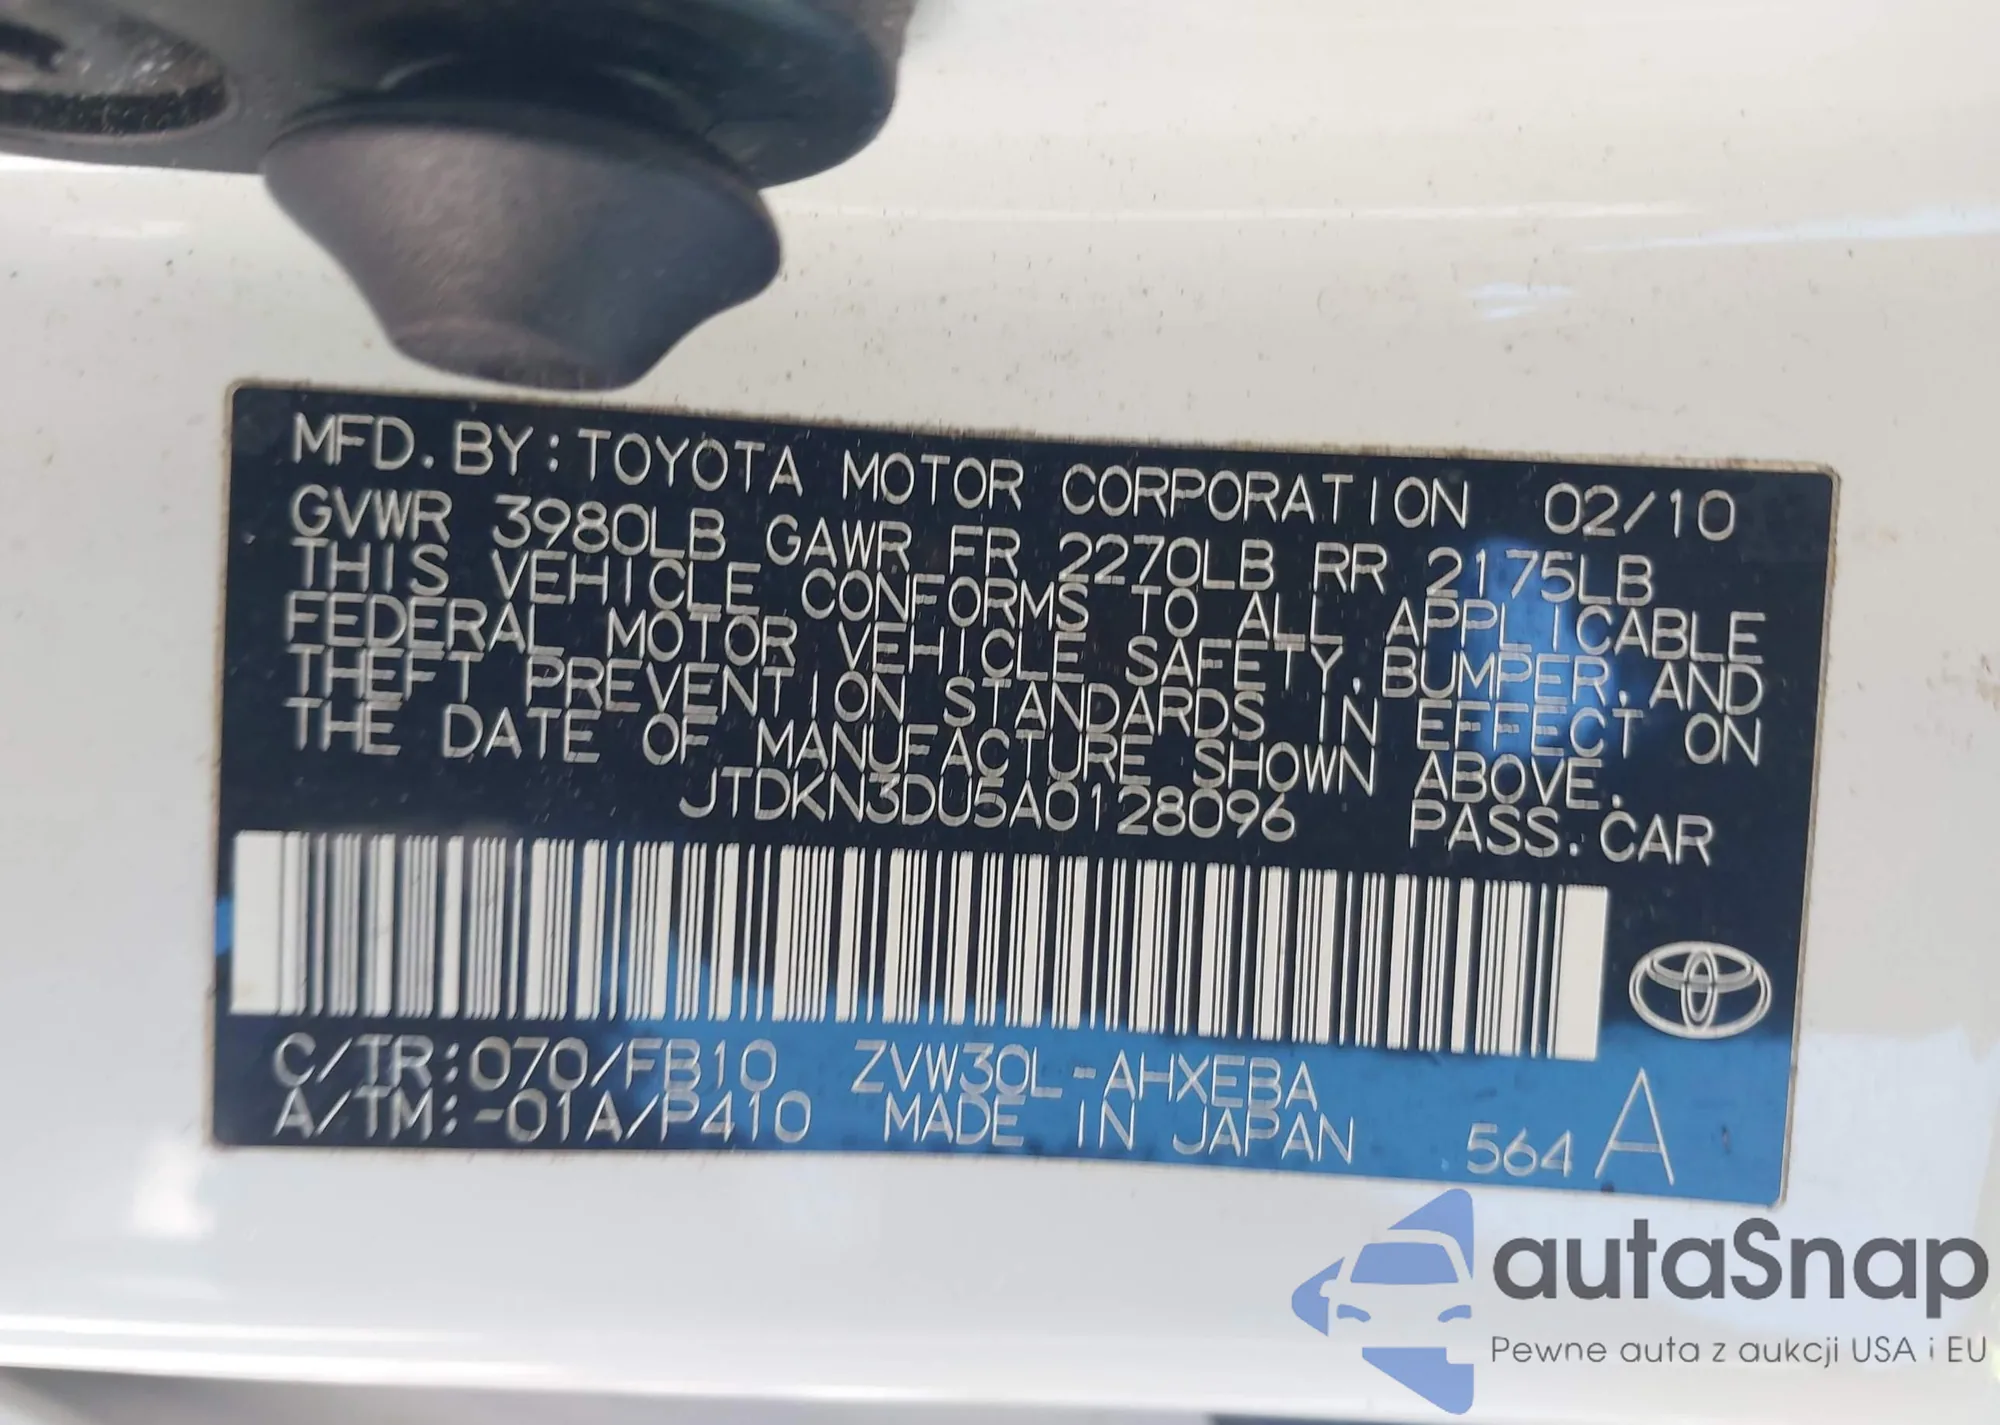 MFD. BY: TOYOTA MOTOR CORPORATION 02/10
GVWR 3980LB GAWR FR 2270LB RR 2175LB
THIS VEHICLE CONFORMS TO ALL APPLICABLE
FEDERAL MOTOR VEHICLE SAFETY, BUMPER, AND
THEFT PREVENTION STANDARDS IN EFFECT ON
THE DATE OF MANUFACTURE SHOWN ABOVE.
JTDKN3DU5A0128096 PASS. CAR
C/TR:070/FB10 ZVW30L-AHXEBA
A/TM:-01A/P410 MADE IN JAPAN 564 A
autaSnap
Pewne auta z aukcji USA i EU